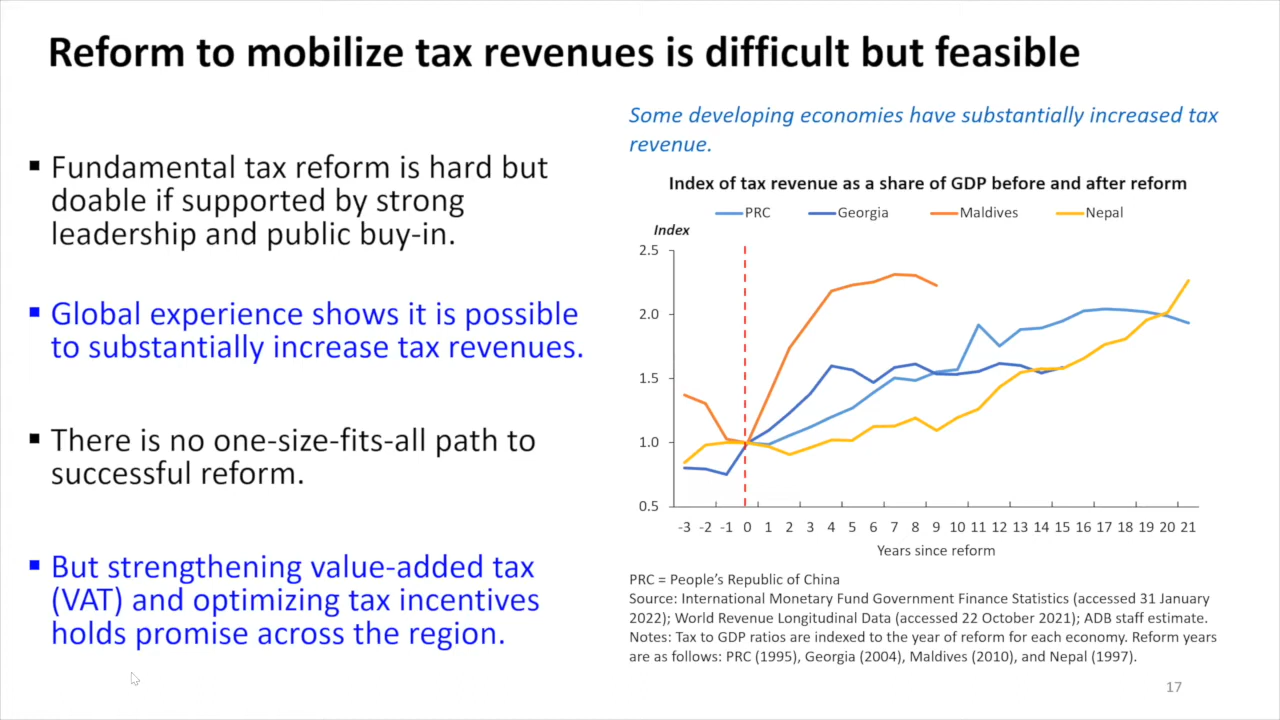 Reform to mobilize tax revenues is difficult but feasible
▪ Fundamental tax reform is hard but
doable if supported by strong
leadership and public buy-in.
▪ Global experience shows it is possible
to substantially increase tax revenues.
▪ There is no one-size-fits-all path to
successful reform.
▪ But strengthening value-added tax
(VAT) and optimizing tax incentives
holds promise across the region.
Some developing economies have substantially increased tax
revenue.
Index of tax revenue as a share of GDP before and after reform
PRC Georgia Maldives Nepal
Index
2.5
2.0
1.5
1.0
0.5
-3 -2 -1 0 1 2 3 4 5 6 7 8 9 10 11 12 13 14 15 16 17 18 19 20 21
Years since reform
PRC = People's Republic of China
Source: International Monetary Fund Government Finance Statistics (accessed 31 January
2022); World Revenue Longitudinal Data (accessed 22 October 2021); ADB staff estimate.
Notes: Tax to GDP ratios are indexed to the year of reform for each economy. Reform years
are as follows: PRC (1995), Georgia (2004), Maldives (2010), and Nepal (1997).
17